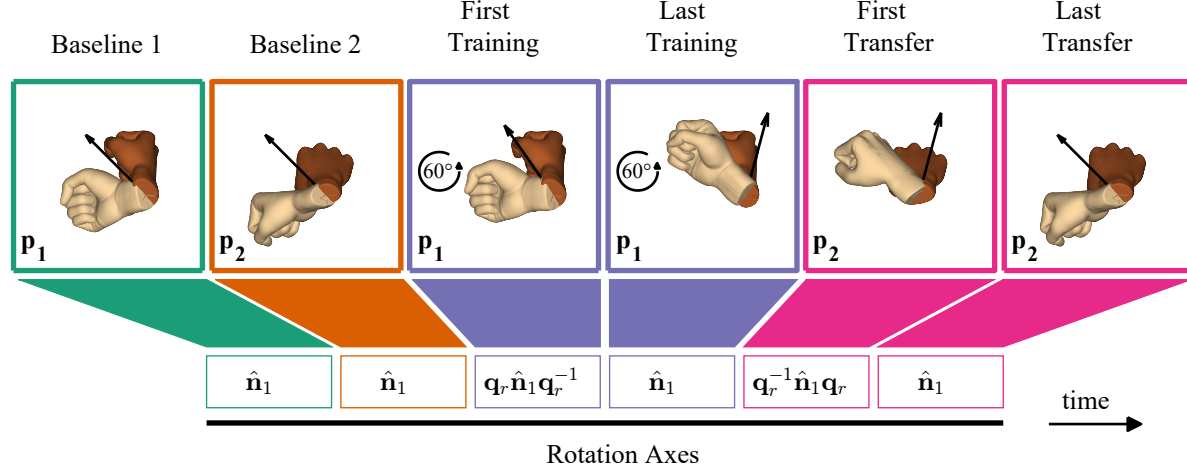 Baseline 1
Baseline 2
First
Training
Last
Training
First
Transfer
Last
Transfer
60°
60°
p₁
p₂
p₁
p₁
p₂
p₂
n̂₁
n̂₁
qᵣn̂₁qᵣ⁻¹
n̂₁
qᵣ⁻¹n̂₁qᵣ
n̂₁
time
Rotation Axes